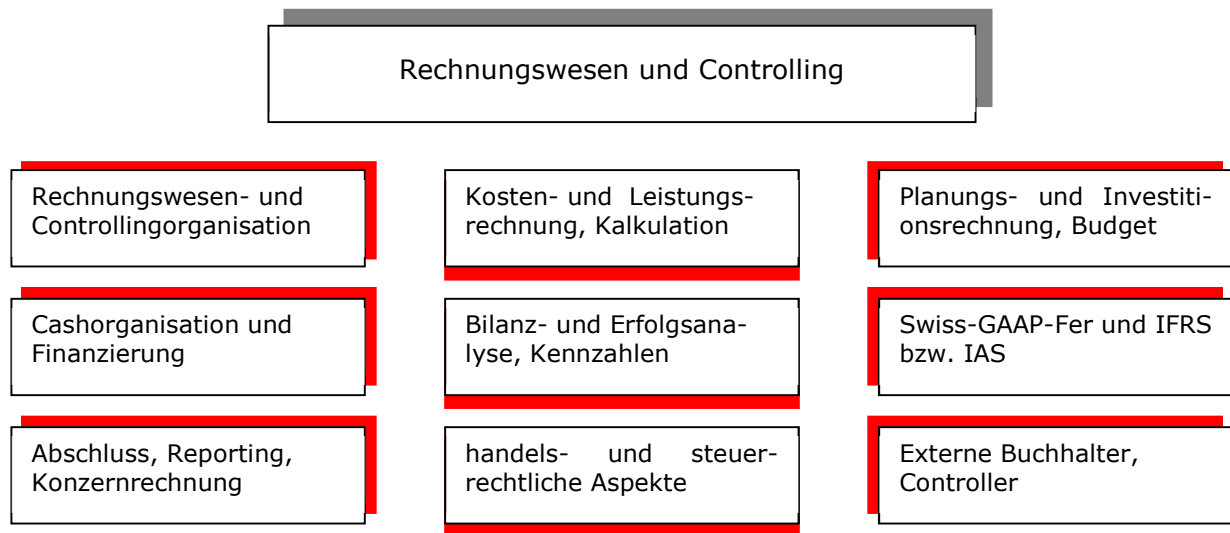 Rechnungswesen und Controlling
Rechnungswesen- und
Controllingorganisation
Kosten- und Leistungs-
rechnung, Kalkulation
Planungs- und Investiti-
onsrechnung, Budget
Cashorganisation und
Finanzierung
Bilanz- und Erfolgsana-
lyse, Kennzahlen
Swiss-GAAP-Fer und IFRS
bzw. IAS
Abschluss, Reporting,
Konzernrechnung
handels- und steuer-
rechtliche Aspekte
Externe Buchhalter,
Controller